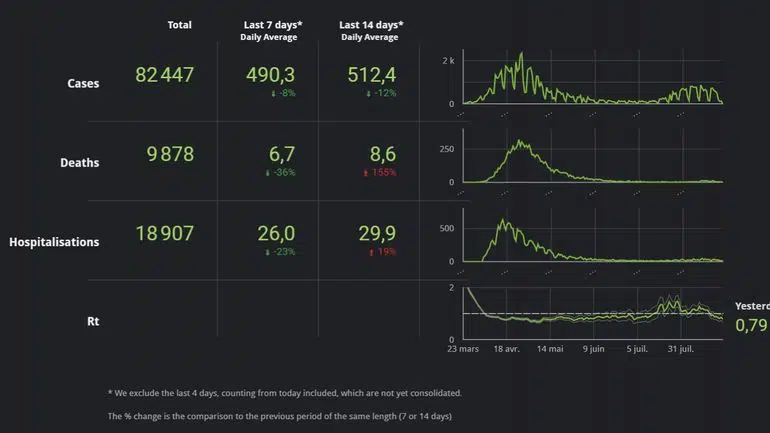 Total Last 7 days* Last 14 days*
Daily Average Daily Average
Cases 82 447 490,3 512,4
-8% -12%
2 k
0
Deaths 9 878 6,7 8,6
-36% 155%
250
0
Hospitalisations 18 907 26,0 29,9
-23% 19%
500
0
Rt
2
0
Yesterd
0,79
23 mars 18 avr. 14 mai 9 juin 5 juil. 31 juil.
* We exclude the last 4 days, counting from today included, which are not yet consolidated.
The % change is the comparison to the previous period of the same length (7 or 14 days)